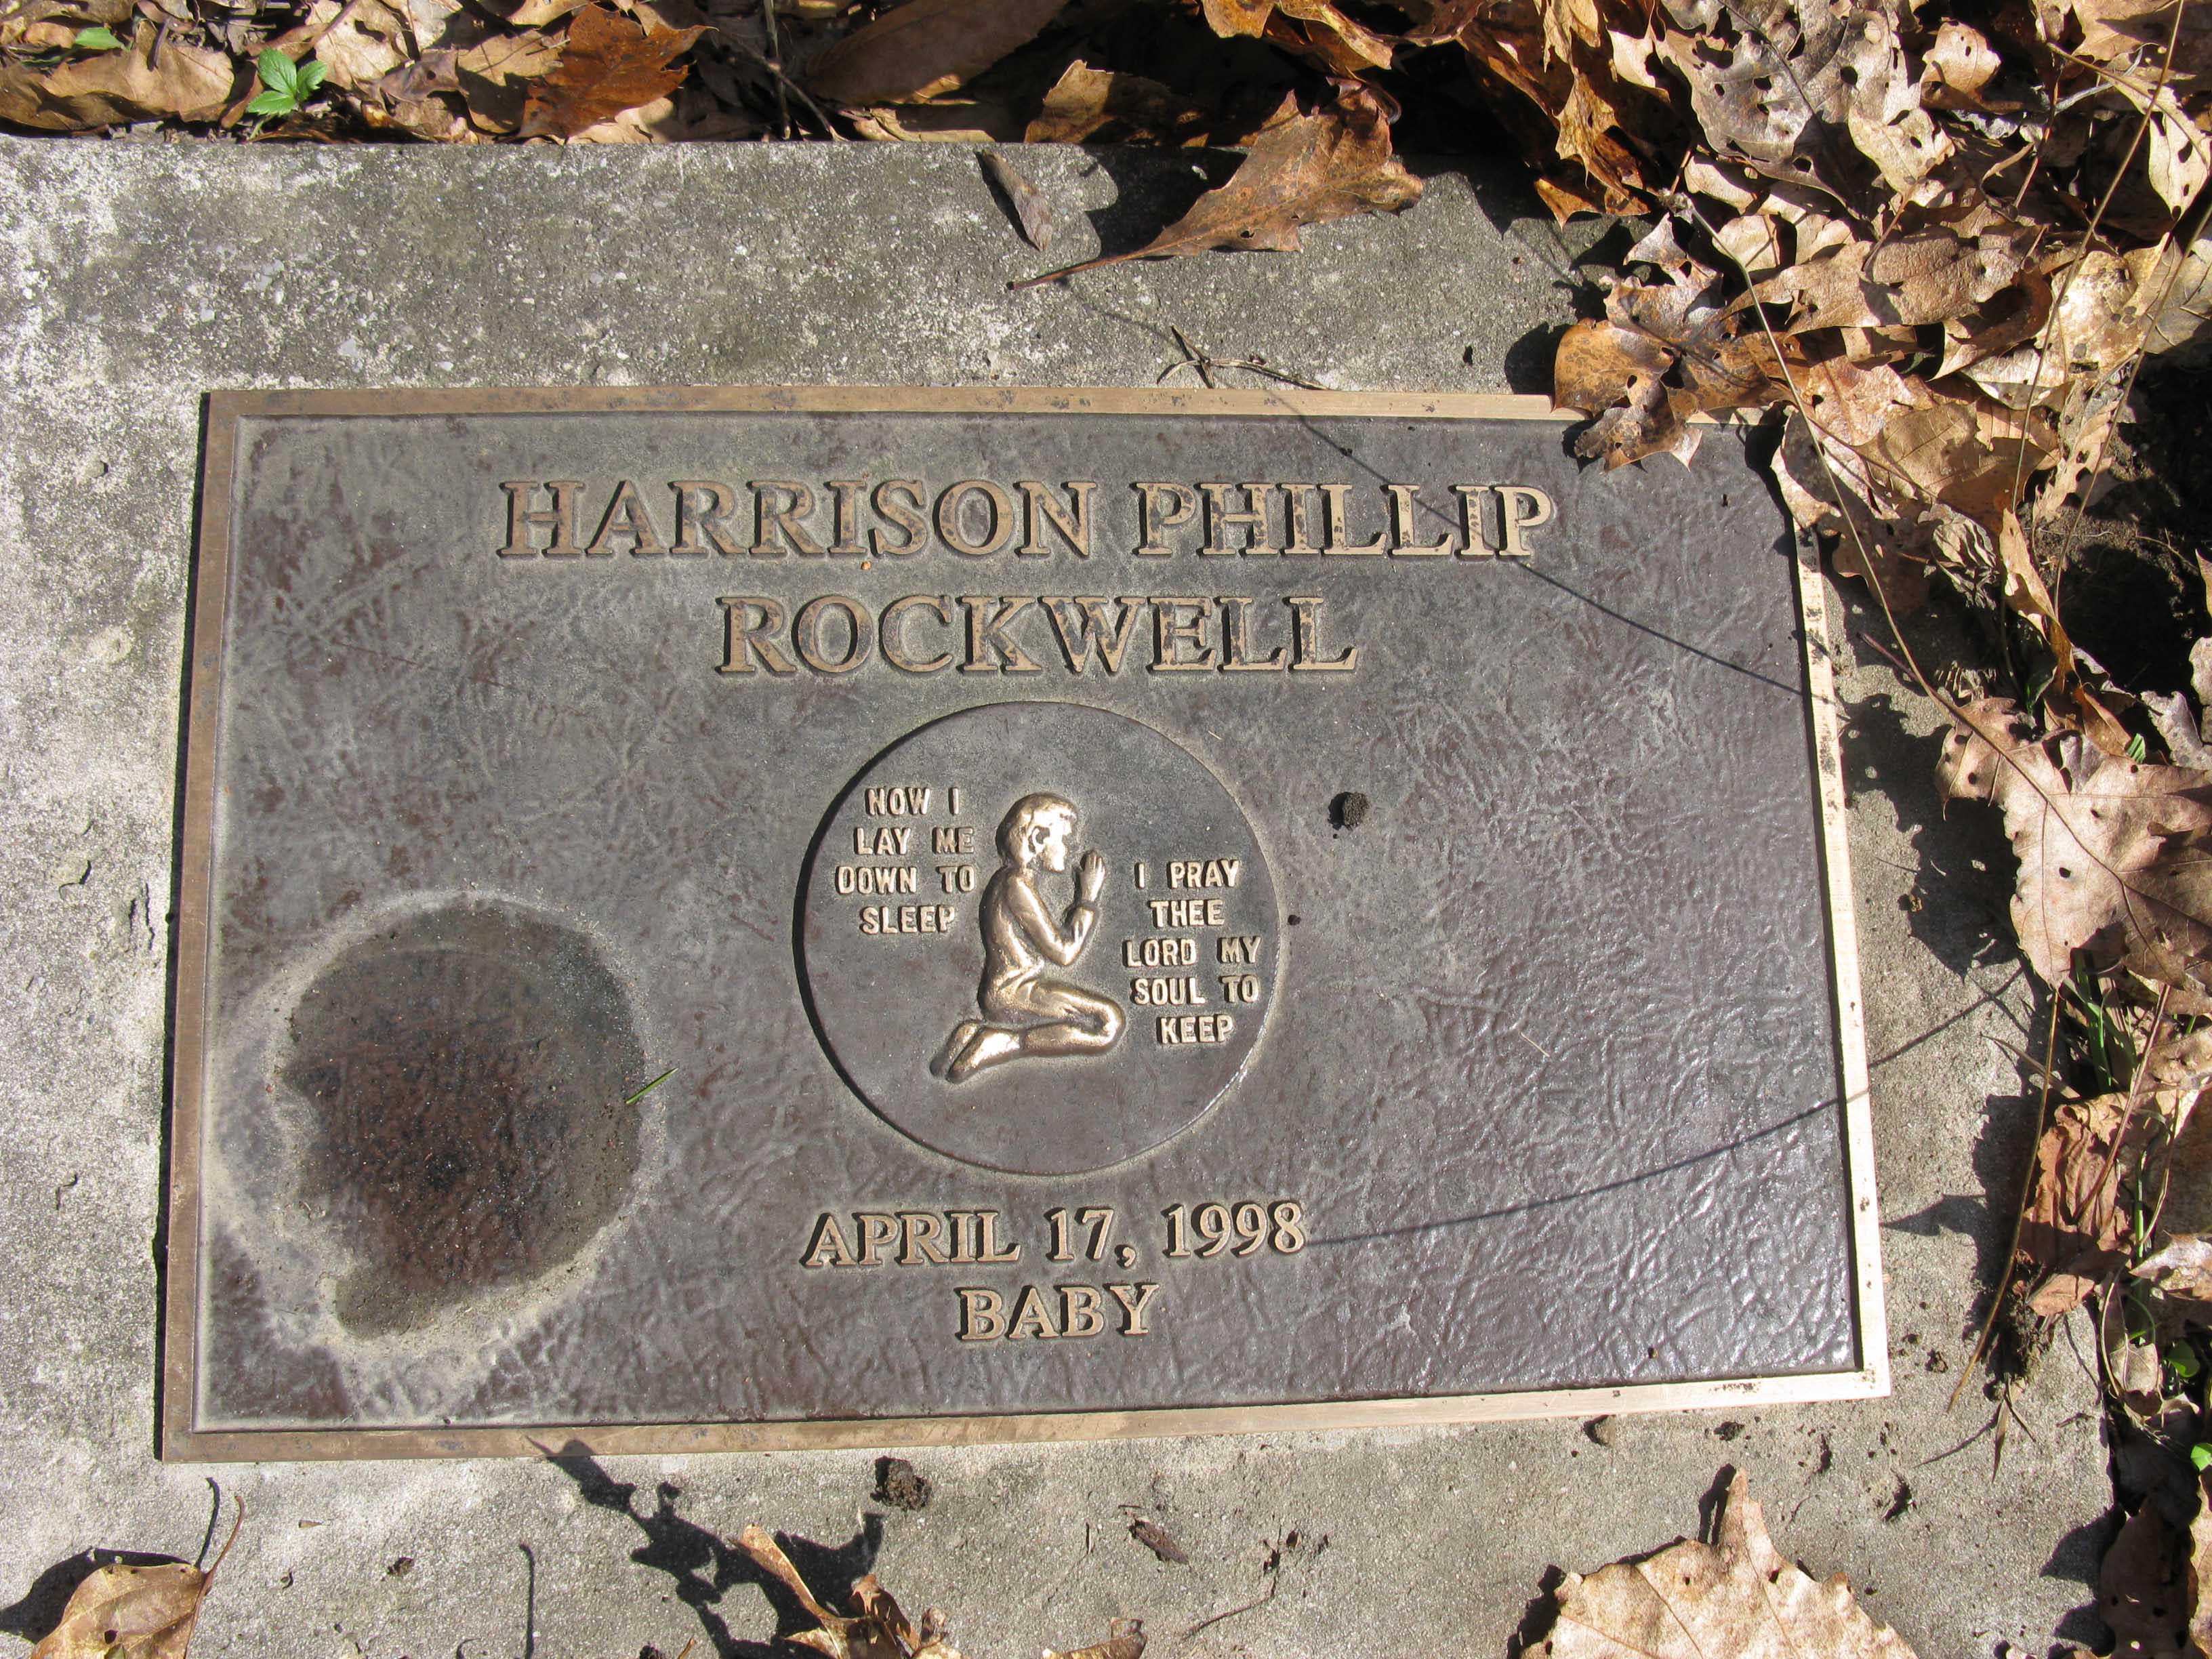 HARRISON PHILLIP
ROCKWELL
NOW I
LAY ME
DOWN TO
SLEEP
I PRAY
THEE
LORD MY
SOUL TO
KEEP
APRIL 17, 1998
BABY